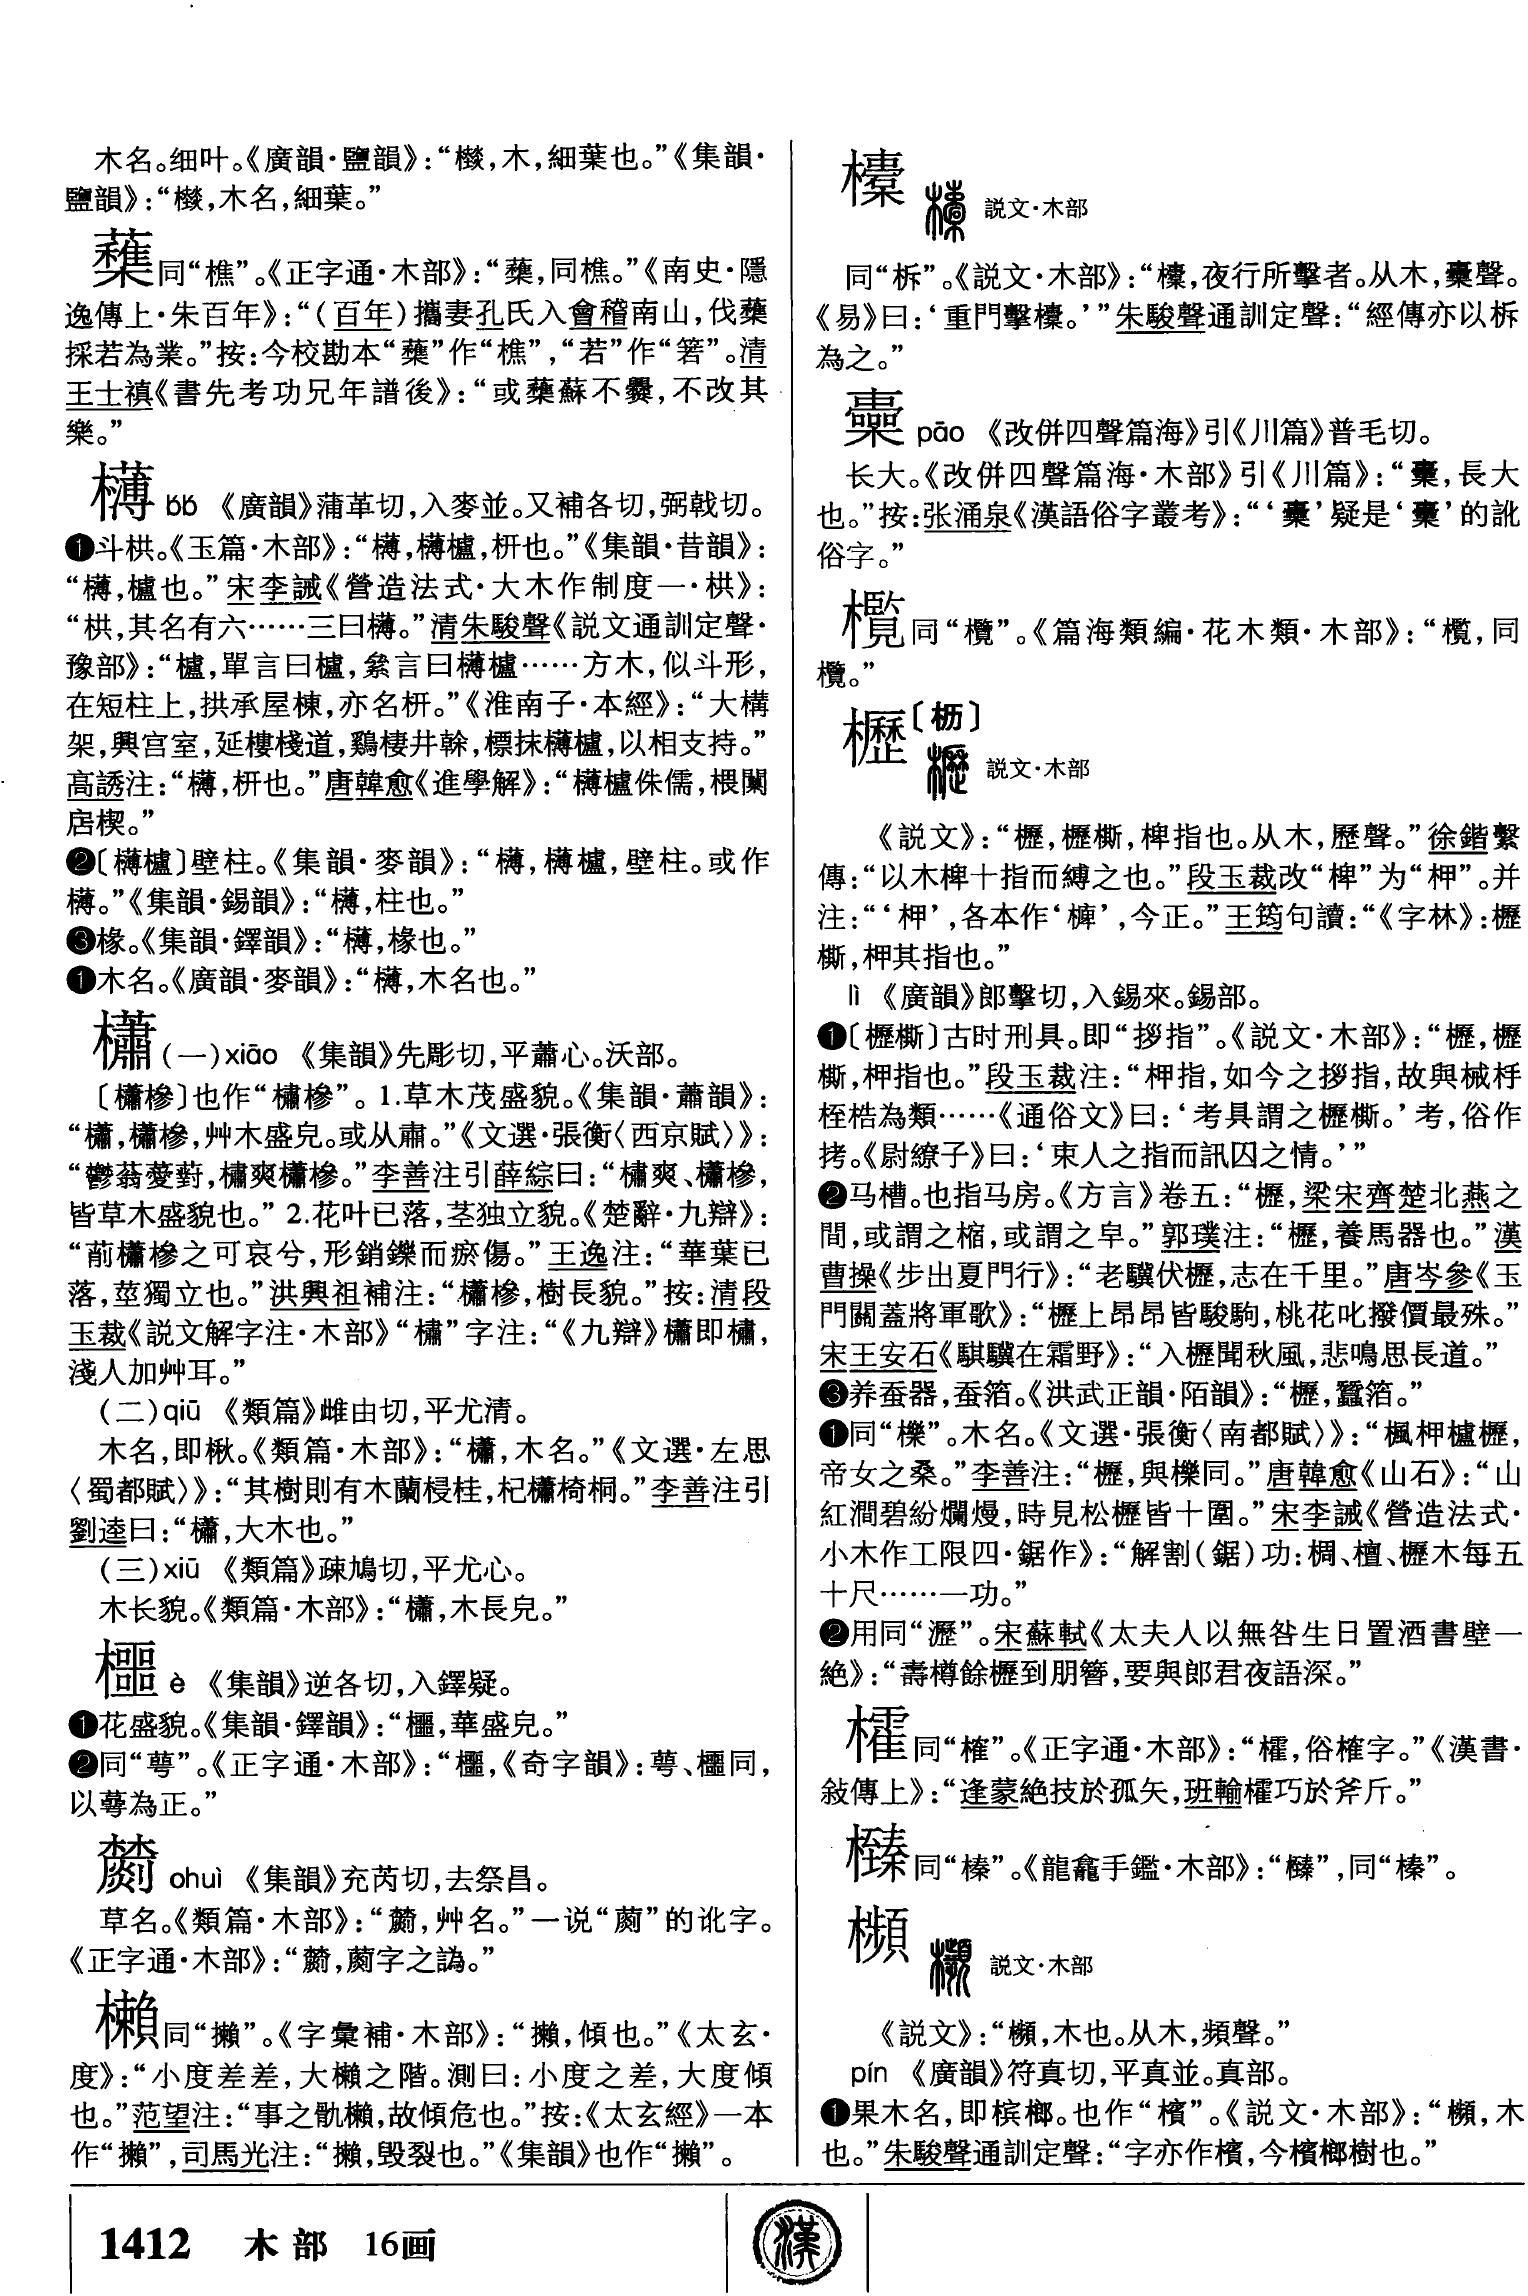 木名。细叶。《廣韻·鹽韻》：“櫼，木，細葉也。”《集韻·
鹽韻》：“櫼，木名，細葉。”
蘃同“樵”。《正字通·木部》：“蘃，同樵。”《南史·隱
逸傳上·朱百年》：“（百年）攜妻孔氏入會稽南山，伐蘃
採若為業。”按：今校勘本“蘃”作“樵”，“若”作“箬”。清
王士禛《書先考功兄年譜後》：“或蘃蘇不爨，不改其
樂。”
欂 bó 《廣韻》蒲革切，入麥並。又補各切，弼戟切。
❶斗栱。《玉篇·木部》：“欂，欂櫨，枅也。”《集韻·昔韻》：
“欂，櫨也。”宋李誡《營造法式·大木作制度一·栱》：
“栱，其名有六……三曰欂。”清朱駿聲《説文通訓定聲·
豫部》：“櫨，單言曰櫨，絫言曰欂櫨……方木，似斗形，
在短柱上，拱承屋棟，亦名枅。”《淮南子·本經》：“大構
架，興宫室，延樓棧道，鷄棲井榦，標抹欂櫨，以相支持。”
高誘注：“欂，枅也。”唐韓愈《進學解》：“欂櫨侏儒，椳闑
扂楔。”
❷〔欂櫨〕壁柱。《集韻·麥韻》：“欂，欂櫨，壁柱。或作
欂。”《集韻·錫韻》：“欂，柱也。”
❸椽。《集韻·鐸韻》：“欂，椽也。”
❶木名。《廣韻·麥韻》：“欂，木名也。”
櫹（一）xiāo 《集韻》先彫切，平蕭心。沃部。
〔櫹槮〕也作“橚槮”。1.草木茂盛貌。《集韻·蕭韻》：
“櫹，櫹槮，艸木盛皃。或从肅。”《文選·張衡〈西京賦〉》：
“鬱蓊薆薱，橚爽櫹槮。”李善注引薛綜曰：“橚爽、櫹槮，
皆草木盛貌也。”2.花叶已落，茎独立貌。《楚辭·九辯》：
“萷櫹槮之可哀兮，形銷鑠而瘀傷。”王逸注：“華葉已
落，莖獨立也。”洪興祖補注：“櫹槮，樹長貌。”按：清段
玉裁《説文解字注·木部》“橚”字注：“《九辯》櫹即橚，
淺人加艸耳。”
（二）qiū 《類篇》雌由切，平尤清。
木名，即楸。《類篇·木部》：“櫹，木名。”《文選·左思
〈蜀都賦〉》：“其樹則有木蘭梫桂，杞櫹椅桐。”李善注引
劉逵曰：“櫹，大木也。”
（三）xiū 《類篇》疎鳩切，平尤心。
木长貌。《類篇·木部》：“櫹，木長皃。”
櫮 è 《集韻》逆各切，入鐸疑。
❶花盛貌。《集韻·鐸韻》：“櫮，華盛皃。”
❷同“萼”。《正字通·木部》：“櫮，《奇字韻》：萼、櫮同，
以萼為正。”
chuì 《集韻》充芮切，去祭昌。
草名。《類篇·木部》：“，艸名。”一说“”的讹字。
《正字通·木部》：“，字之譌。”
櫴同“攋”。《字彙補·木部》：“攋，傾也。”《太玄·
度》：“小度差差，大櫴之階。測曰：小度之差，大度傾
也。”范望注：“事之骩櫴，故傾危也。”按：《太玄經》一本
作“攋”，司馬光注：“攋，毁裂也。”《集韻》也作“攋”。
㯱 説文·木部
同“柝”。《説文·木部》：“㯱，夜行所擊者。从木，橐聲。
《易》曰：‘重門擊㯱。’”朱駿聲通訓定聲：“經傳亦以柝
為之。”
pāo 《改併四聲篇海》引《川篇》普毛切。
长大。《改併四聲篇海·木部》引《川篇》：“，長大
也。”按：张涌泉《漢語俗字叢考》：“‘’疑是‘橐’的訛
俗字。”
同“欖”。《篇海類編·花木類·木部》：“，同
欖。”
櫪〔枥〕 説文·木部
《説文》：“櫪，櫪㯕，椑指也。从木，歷聲。”徐鍇繫
傳：“以木椑十指而縛之也。”段玉裁改“椑”为“柙”。并
注：“‘柙’，各本作‘椑’，今正。”王筠句讀：“《字林》：櫪
㯕，柙其指也。”
lì 《廣韻》郎擊切，入錫來。錫部。
❶〔櫪㯕〕古时刑具。即“拶指”。《説文·木部》：“櫪，櫪
㯕，柙指也。”段玉裁注：“柙指，如今之拶指，故與械杽
桎梏為類……《通俗文》曰：‘考具謂之櫪㯕。’考，俗作
拷。《尉繚子》曰：‘束人之指而訊囚之情。’”
❷马槽。也指马房。《方言》卷五：“櫪，梁宋齊楚北燕之
間，或謂之樎，或謂之皁。”郭璞注：“櫪，養馬器也。”漢
曹操《步出夏門行》：“老驥伏櫪，志在千里。”唐岑參《玉
門關蓋將軍歌》：“櫪上昂昂皆駿駒，桃花叱撥價最殊。”
宋王安石《騏驥在霜野》：“入櫪聞秋風，悲鳴思長道。”
❸养蚕器，蚕箔。《洪武正韻·陌韻》：“櫪，蠶箔。”
❶同“櫟”。木名。《文選·張衡〈南都賦〉》：“楓柙櫨櫪，
帝女之桑。”李善注：“櫪，與櫟同。”唐韓愈《山石》：“山
紅澗碧紛爛熳，時見松櫪皆十圍。”宋李誡《營造法式·
小木作工限四·鋸作》：“解割（鋸）功：椆、檀、櫪木每五
十尺……一功。”
❷用同“瀝”。宋蘇軾《太夫人以無咎生日置酒書壁一
絶》：“壽樽餘櫪到朋簪，要與郎君夜語深。”
㰌同“榷”。《正字通·木部》：“㰌，俗榷字。”《漢書·
敍傳上》：“逢蒙絶技於孤矢，班輸㰌巧於斧斤。”
同“榛”。《龍龕手鑑·木部》：“”，同“榛”。
㰋 説文·木部
《説文》：“㰋，木也。从木，頻聲。”
pín 《廣韻》符真切，平真並。真部。
❶果木名，即槟榔。也作“檳”。《説文·木部》：“㰋，木
也。”朱駿聲通訓定聲：“字亦作檳，今檳榔樹也。”
1412 木部 16画
漢